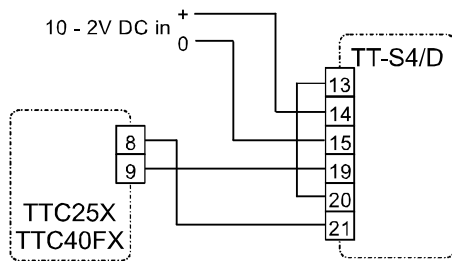 +
10 - 2V DC in
0
TT-S4/D
13
14
15
19
20
21
8
9
TTC25X
TTC40FX